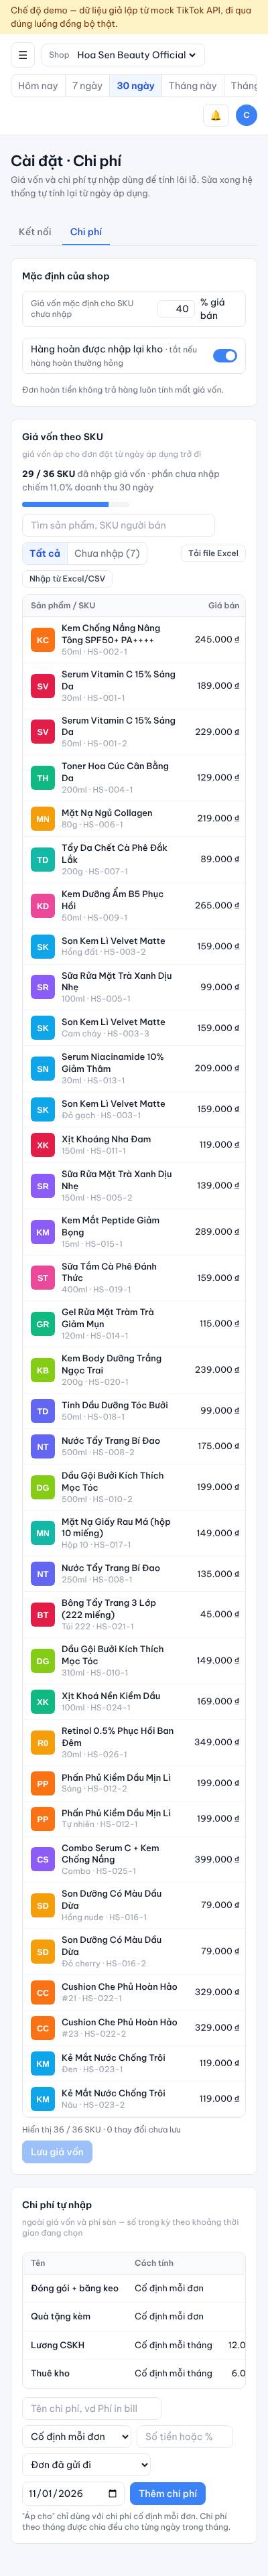 Chế độ demo — dữ liệu giả lập từ mock TikTok API, đi qua
đúng luồng đồng bộ thật.
☰
Shop Hoa Sen Beauty Official
Hôm nay 7 ngày 30 ngày Tháng này Tháng
C
Cài đặt · Chi phí
Giá vốn và chi phí tự nhập dùng để tính lãi lỗ. Sửa xong hệ
thống tự tính lại từ ngày áp dụng.
Kết nối Chi phí
Mặc định của shop
Giá vốn mặc định cho SKU
chưa nhập
40 % giá
bán
Hàng hoàn được nhập lại kho · tắt nếu
hàng hoàn thường hỏng
Đơn hoàn tiền không trả hàng luôn tính mất giá vốn.
Giá vốn theo SKU
giá vốn áp cho đơn đặt từ ngày áp dụng trở đi
29 / 36 SKU đã nhập giá vốn · phần chưa nhập
chiếm 11,0% doanh thu 30 ngày
Tìm sản phẩm, SKU người bán
Tất cả Chưa nhập (7) Tải file Excel
Nhập từ Excel/CSV
Sản phẩm / SKU Giá bán
KC Kem Chống Nắng Nâng
Tông SPF50+ PA++++ 245.000 đ
50ml · HS-002-1
SV Serum Vitamin C 15% Sáng
Da 189.000 đ
30ml · HS-001-1
SV Serum Vitamin C 15% Sáng
Da 229.000 đ
50ml · HS-001-2
TH Toner Hoa Cúc Cân Bằng
Da 129.000 đ
200ml · HS-004-1
MN Mặt Nạ Ngủ Collagen 219.000 đ
80g · HS-006-1
TD Tẩy Da Chết Cà Phê Đắk
Lắk 89.000 đ
200g · HS-007-1
KD Kem Dưỡng Ẩm B5 Phục
Hồi 265.000 đ
50ml · HS-009-1
SK Son Kem Lì Velvet Matte 159.000 đ
Hồng đất · HS-003-2
SR Sữa Rửa Mặt Trà Xanh Dịu
Nhẹ 99.000 đ
100ml · HS-005-1
SK Son Kem Lì Velvet Matte 159.000 đ
Cam cháy · HS-003-3
SN Serum Niacinamide 10%
Giảm Thâm 209.000 đ
30ml · HS-013-1
SK Son Kem Lì Velvet Matte 159.000 đ
Đỏ gạch · HS-003-1
XK Xịt Khoáng Nha Đam 119.000 đ
150ml · HS-011-1
SR Sữa Rửa Mặt Trà Xanh Dịu
Nhẹ 139.000 đ
150ml · HS-005-2
KM Kem Mắt Peptide Giảm
Bọng 289.000 đ
15ml · HS-015-1
ST Sữa Tắm Cà Phê Đánh
Thức 159.000 đ
400ml · HS-019-1
GR Gel Rửa Mặt Tràm Trà
Giảm Mụn 115.000 đ
120ml · HS-014-1
KB Kem Body Dưỡng Trắng
Ngọc Trai 239.000 đ
200g · HS-020-1
TD Tinh Dầu Dưỡng Tóc Bưởi 99.000 đ
50ml · HS-018-1
NT Nước Tẩy Trang Bí Đao 175.000 đ
500ml · HS-008-2
DG Dầu Gội Bưởi Kích Thích
Mọc Tóc 199.000 đ
500ml · HS-010-2
MN Mặt Nạ Giấy Rau Má (hộp
10 miếng) 149.000 đ
Hộp 10 · HS-017-1
NT Nước Tẩy Trang Bí Đao 135.000 đ
250ml · HS-008-1
BT Bông Tẩy Trang 3 Lớp
(222 miếng) 45.000 đ
Túi 222 · HS-021-1
DG Dầu Gội Bưởi Kích Thích
Mọc Tóc 149.000 đ
310ml · HS-010-1
XK Xịt Khoá Nền Kiềm Dầu 169.000 đ
100ml · HS-024-1
R0 Retinol 0.5% Phục Hồi Ban
Đêm 349.000 đ
30ml · HS-026-1
PP Phấn Phủ Kiềm Dầu Mịn Lì 199.000 đ
Sáng · HS-012-2
PP Phấn Phủ Kiềm Dầu Mịn Lì 199.000 đ
Tự nhiên · HS-012-1
CS Combo Serum C + Kem
Chống Nắng 399.000 đ
Combo · HS-025-1
SD Son Dưỡng Có Màu Dầu
Dừa 79.000 đ
Hồng nude · HS-016-1
SD Son Dưỡng Có Màu Dầu
Dừa 79.000 đ
Đỏ cherry · HS-016-2
CC Cushion Che Phủ Hoàn Hảo 329.000 đ
#21 · HS-022-1
CC Cushion Che Phủ Hoàn Hảo 329.000 đ
#23 · HS-022-2
KM Kẻ Mắt Nước Chống Trôi 119.000 đ
Đen · HS-023-1
KM Kẻ Mắt Nước Chống Trôi 119.000 đ
Nâu · HS-023-2
Hiển thị 36 / 36 SKU · 0 thay đổi chưa lưu
Lưu giá vốn
Chi phí tự nhập
ngoài giá vốn và phí sàn — số trong kỳ theo khoảng thời
gian đang chọn
Tên Cách tính
Đóng gói + băng keo Cố định mỗi đơn
Quà tặng kèm Cố định mỗi đơn
Lương CSKH Cố định mỗi tháng 12.0
Thuê kho Cố định mỗi tháng 6.0
Tên chi phí, vd Phí in bill
Cố định mỗi đơn Số tiền hoặc %
Đơn đã gửi đi
11/01/2026 Thêm chi phí
"Áp cho" chỉ dùng với chi phí cố định mỗi đơn. Chi phí
theo tháng được chia đều cho từng ngày trong tháng.